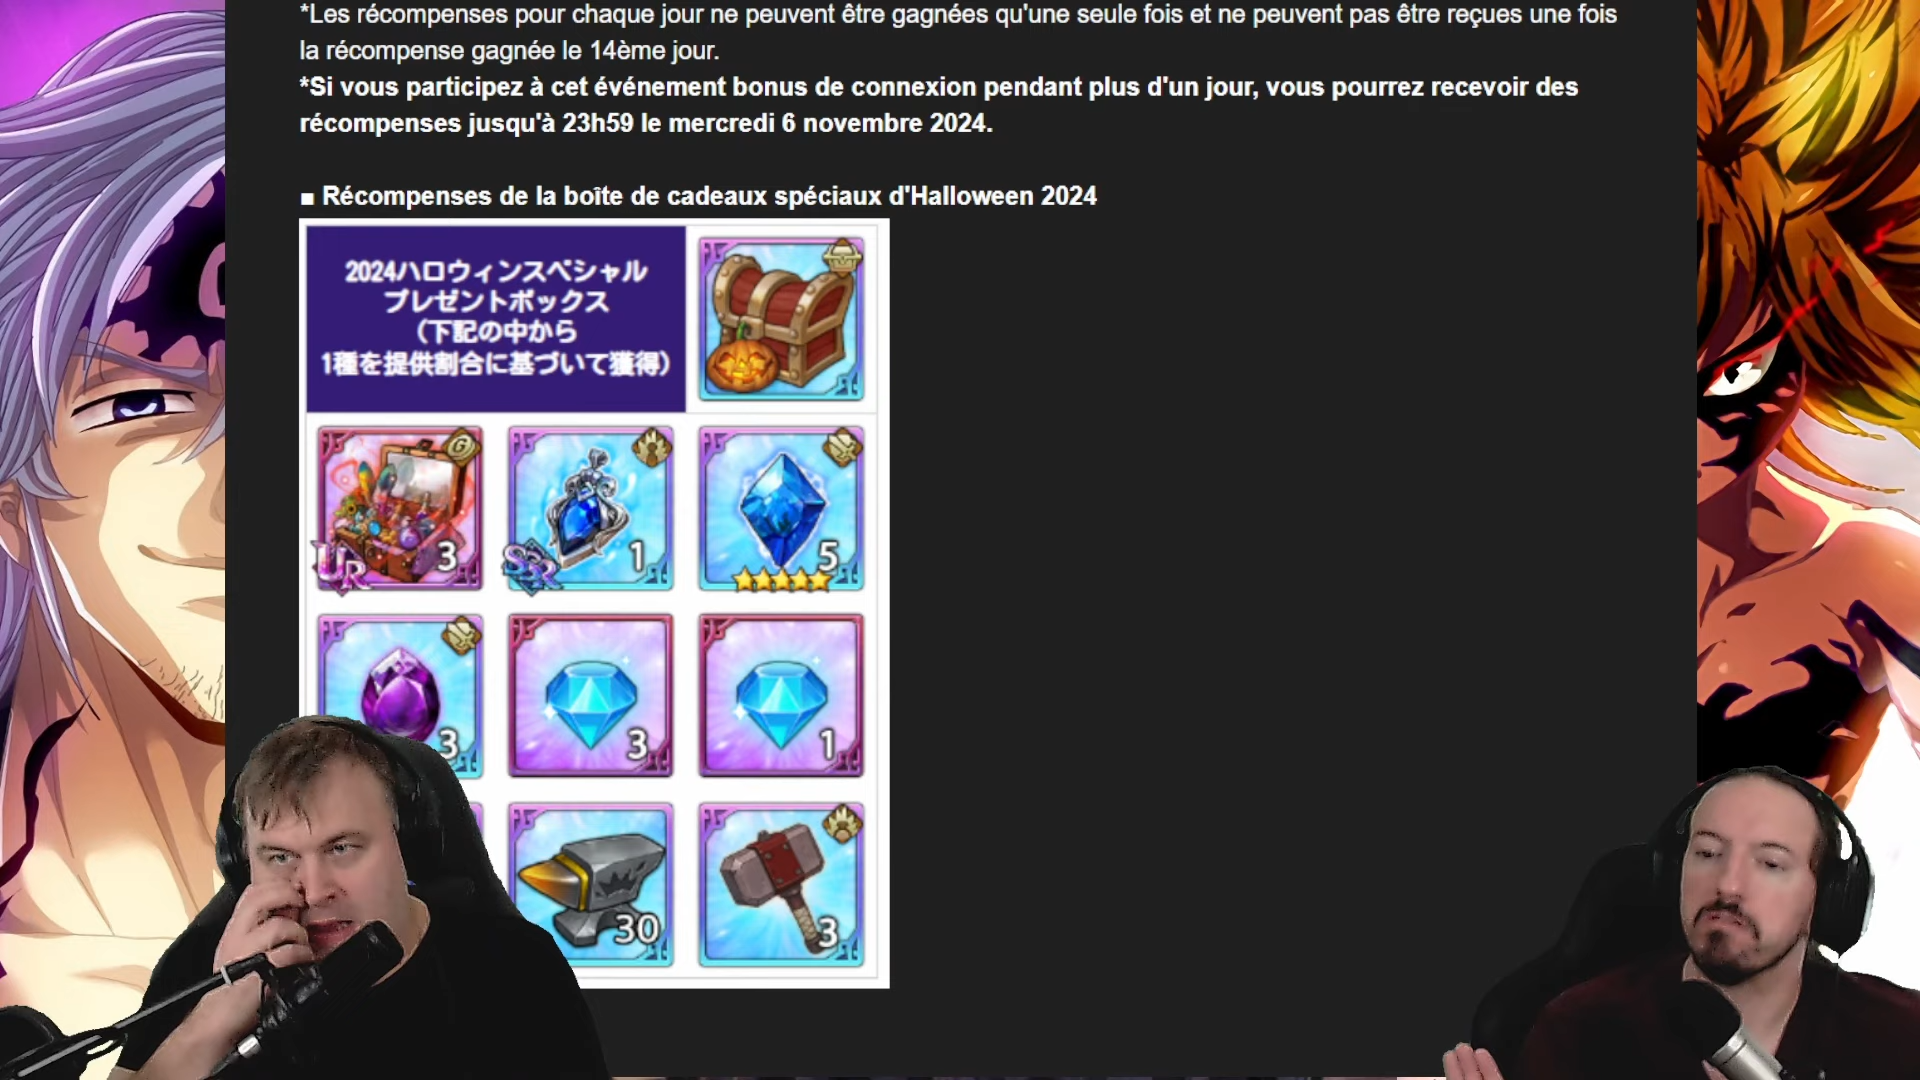 *Les récompenses pour chaque jour ne peuvent être gagnées qu'une seule fois et ne peuvent pas être reçues une fois
la récompense gagnée le 14ème jour.
*Si vous participez à cet événement bonus de connexion pendant plus d'un jour, vous pourrez recevoir des
récompenses jusqu'à 23h59 le mercredi 6 novembre 2024.
■ Récompenses de la boîte de cadeaux spéciaux d'Halloween 2024
2024ハロウィンスペシャル
プレゼントボックス
（下記の中から
1種を提供割合に基づいて獲得）
G
UR 3
SSR 1
5
3
3
1
30
3